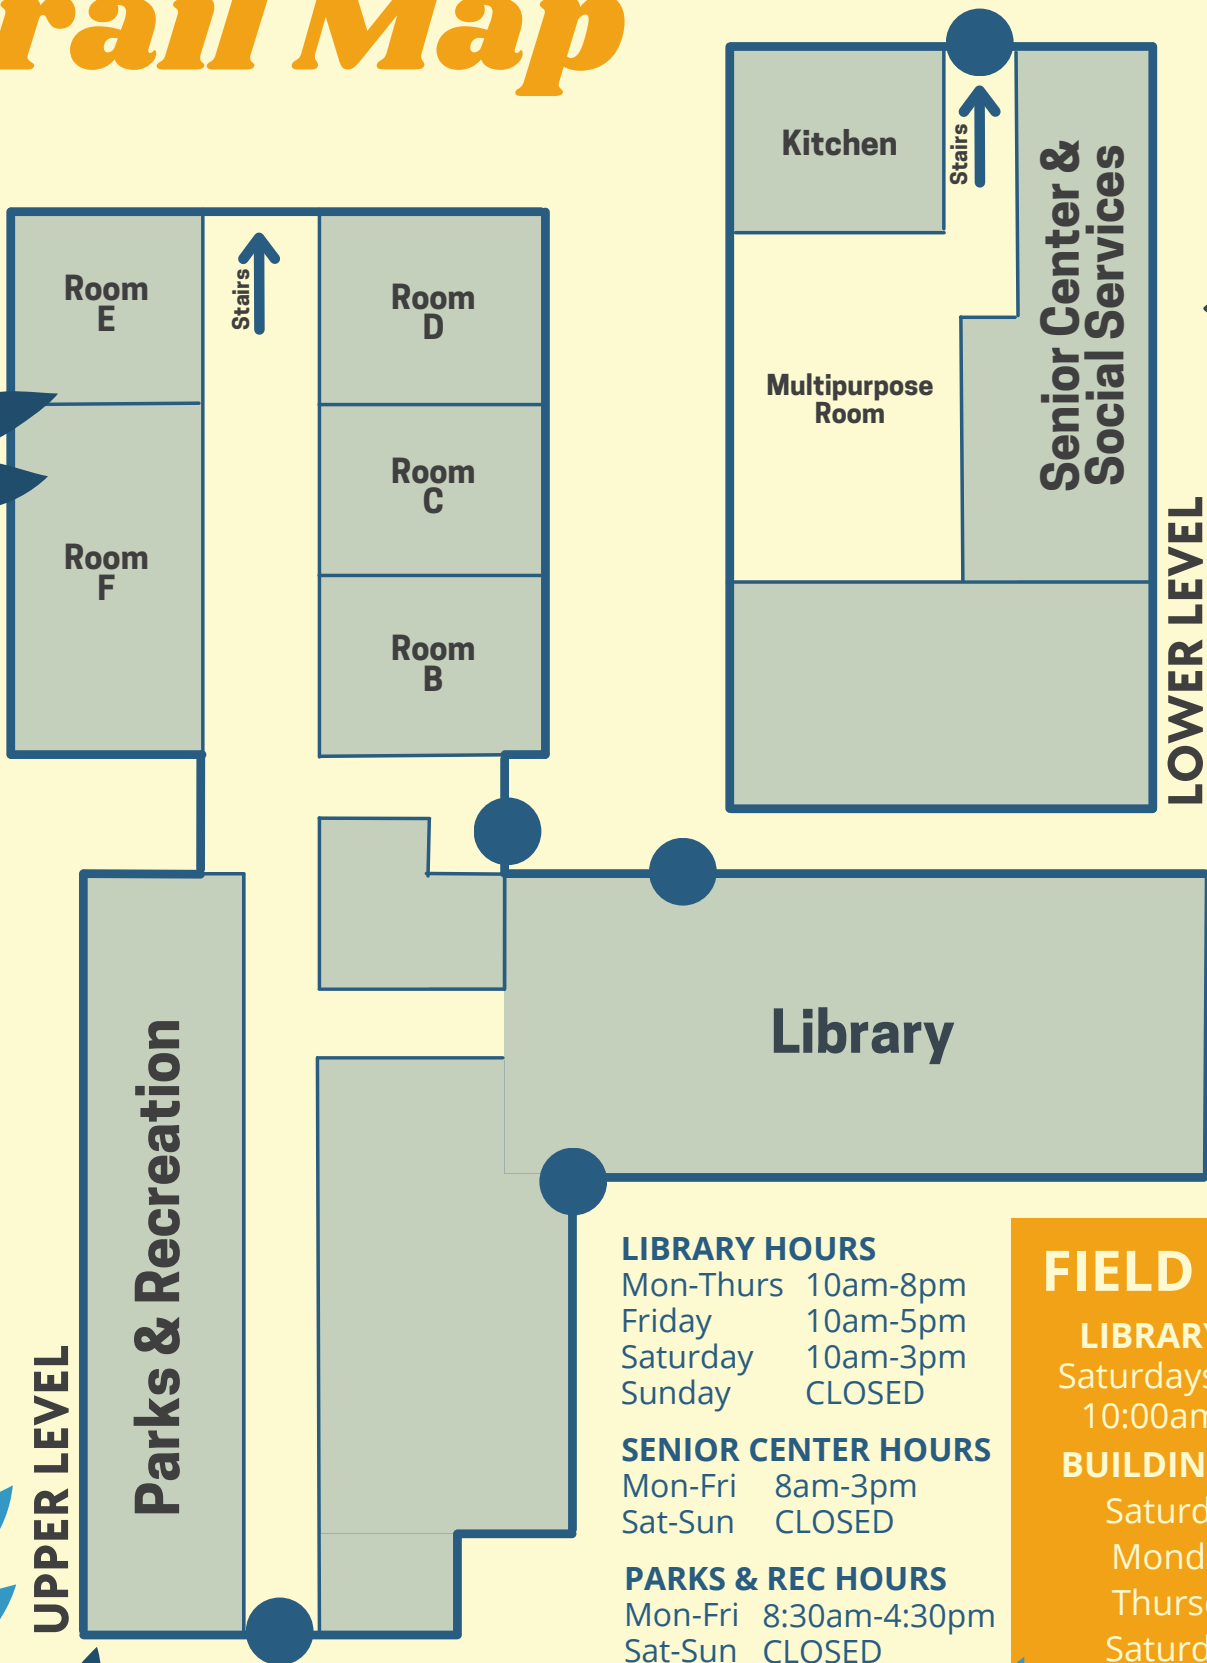 rail Map
Kitchen
Stairs
Senior Center &
Social Services
Multipurpose
Room
LOWER LEVEL
Room
E
Stairs
Room
D
Room
C
Room
F
Room
B
Library
Parks & Recreation
UPPER LEVEL
LIBRARY HOURS
Mon-Thurs 10am-8pm
Friday 10am-5pm
Saturday 10am-3pm
Sunday CLOSED
SENIOR CENTER HOURS
Mon-Fri 8am-3pm
Sat-Sun CLOSED
PARKS & REC HOURS
Mon-Fri 8:30am-4:30pm
Sat-Sun CLOSED
FIELD
LIBRARY
Saturdays
10:00am
BUILDIN
Saturd
Mond
Thurs
Saturd